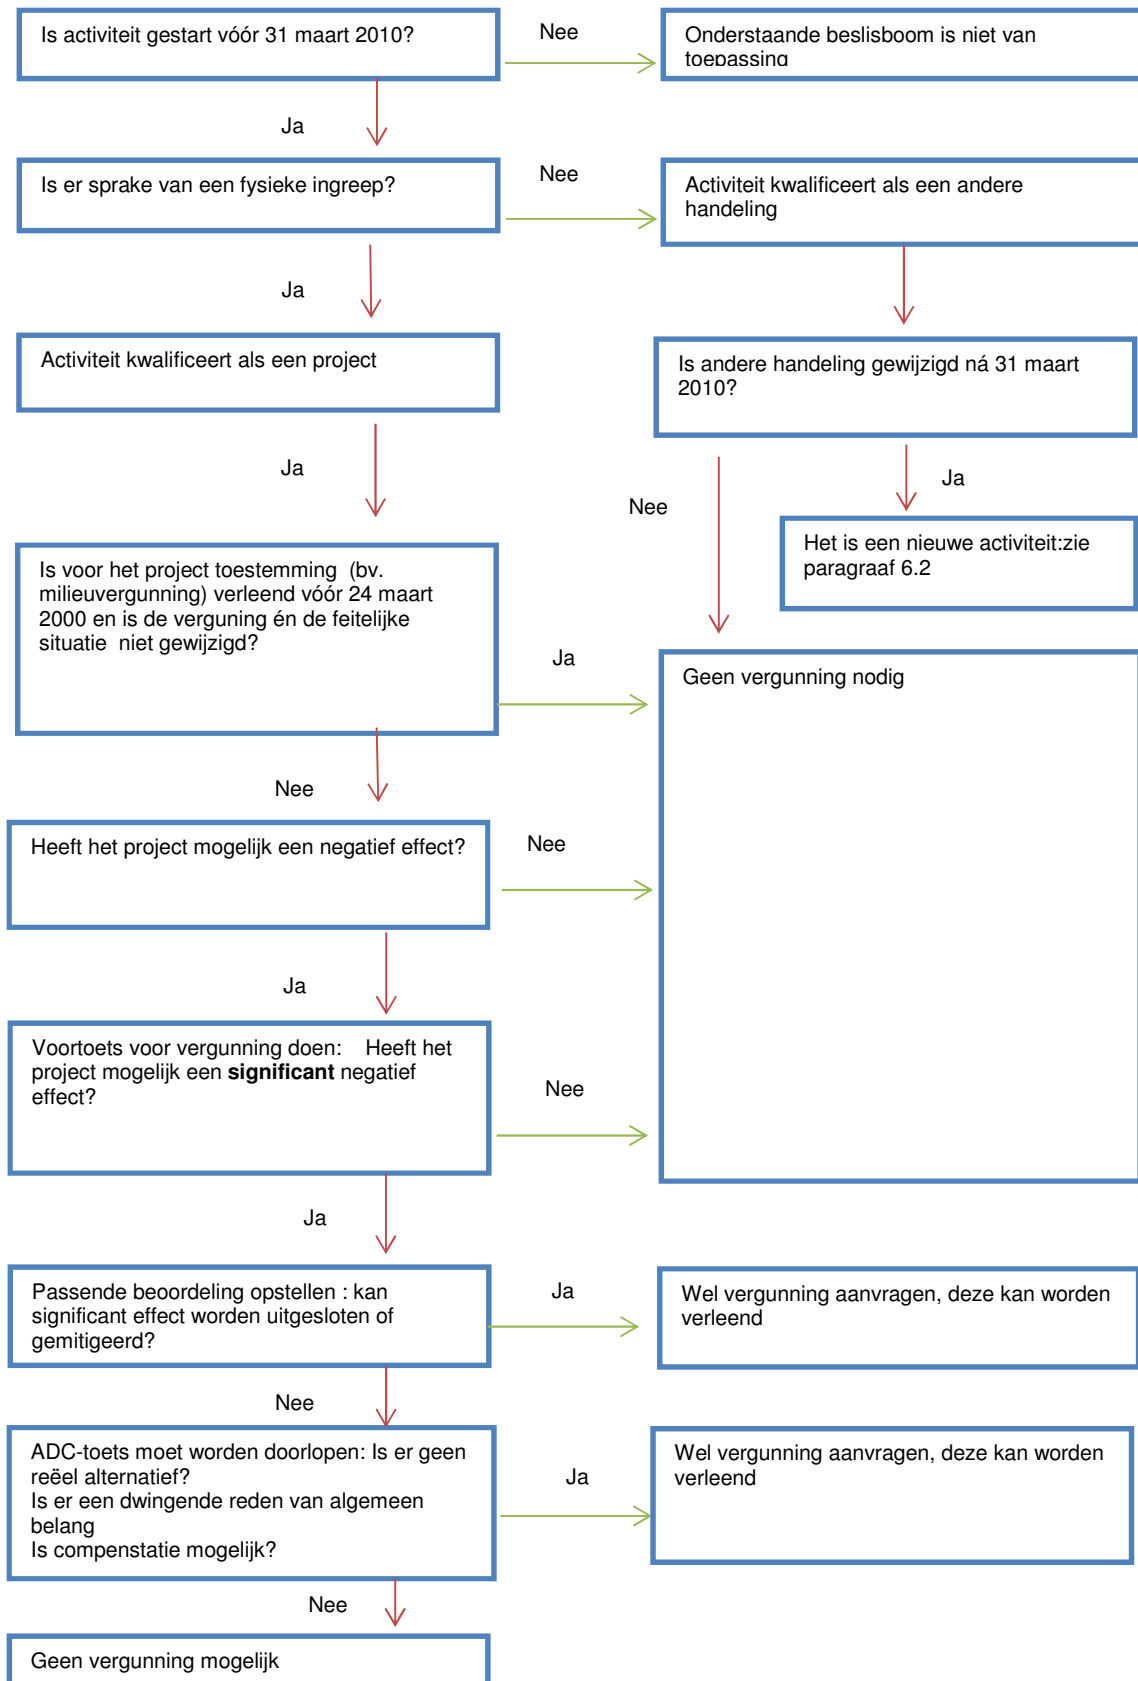 Is activiteit gestart vóór 31 maart 2010?
Nee
Onderstaande beslisboom is niet van
toepassing
Ja
Is er sprake van een fysieke ingreep?
Nee
Activiteit kwalificeert als een andere
handeling
Ja
Activiteit kwalificeert als een project
Is andere handeling gewijzigd ná 31 maart
2010?
Ja
Nee
Ja
Het is een nieuwe activiteit:zie
paragraaf 6.2
Is voor het project toestemming (bv.
milieuvergunning) verleend vóór 24 maart
2000 en is de verguning én de feitelijke
situatie niet gewijzigd?
Ja
Geen vergunning nodig
Nee
Heeft het project mogelijk een negatief effect?
Nee
Ja
Voortoets voor vergunning doen: Heeft het
project mogelijk een significant negatief
effect?
Nee
Ja
Passende beoordeling opstellen : kan
significant effect worden uitgesloten of
gemitigeerd?
Ja
Wel vergunning aanvragen, deze kan worden
verleend
Nee
ADC-toets moet worden doorlopen: Is er geen
reëel alternatief?
Is er een dwingende reden van algemeen
belang
Is compenstatie mogelijk?
Ja
Wel vergunning aanvragen, deze kan worden
verleend
Nee
Geen vergunning mogelijk